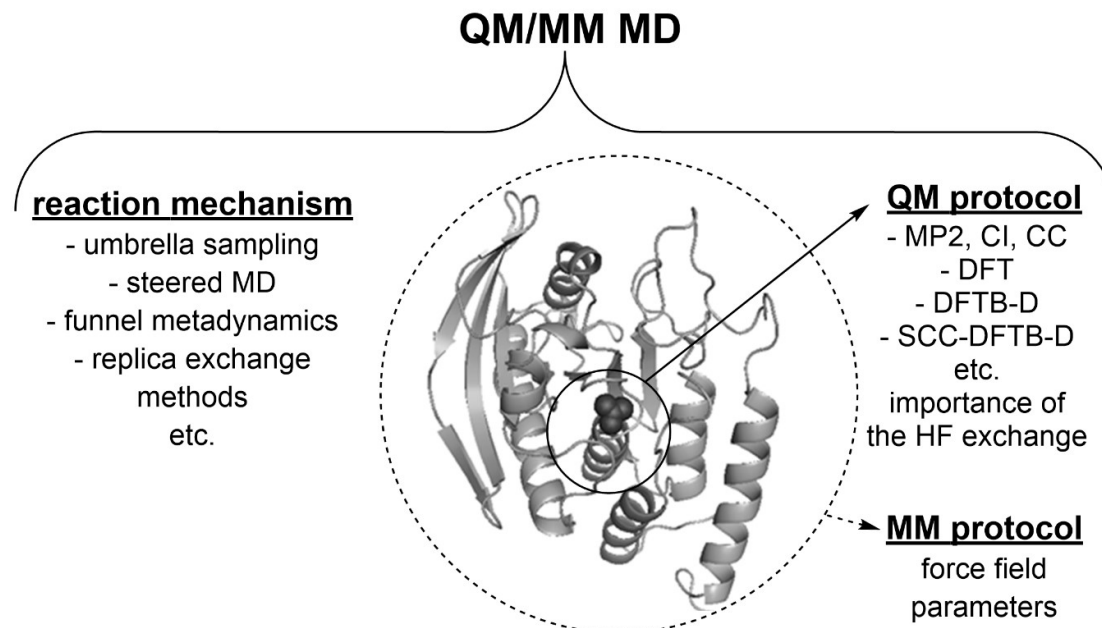 QM/MM MD
reaction mechanism
- umbrella sampling
- steered MD
- funnel metadynamics
- replica exchange
methods
etc.
QM protocol
- MP2, CI, CC
- DFT
- DFTB-D
- SCC-DFTB-D
etc.
importance of
the HF exchange
MM protocol
force field
parameters